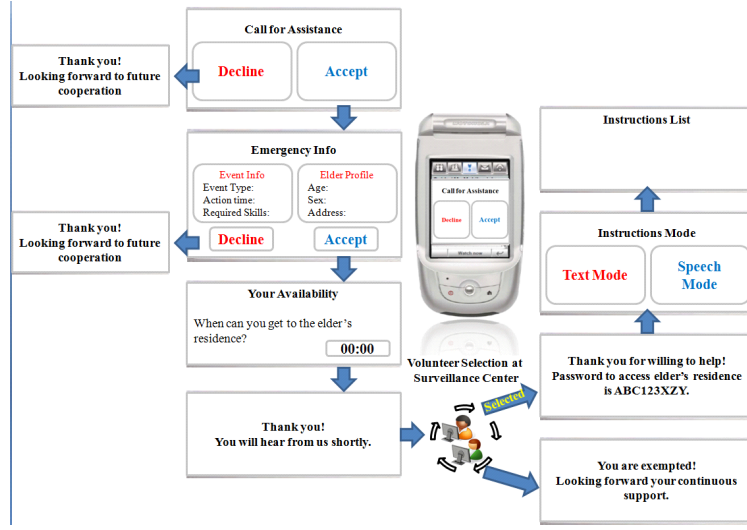 Call for Assistance
Decline
Accept
Thank you!
Looking forward to future
cooperation
Emergency Info
Event Info
Event Type:
Action time:
Required Skills:
Elder Profile
Age:
Sex:
Address:
Decline
Accept
Thank you!
Looking forward to future
cooperation
Your Availability
When can you get to the elder's
residence?
00:00
Thank you!
You will hear from us shortly.
Call for Assistance
Decline
Accept
Volunteer Selection at
Surveillance Center
Selected
Instructions List
Instructions Mode
Text Mode
Speech
Mode
Thank you for willing to help!
Password to access elder's residence
is ABC123XZY.
You are exempted!
Looking forward your continuous
support.